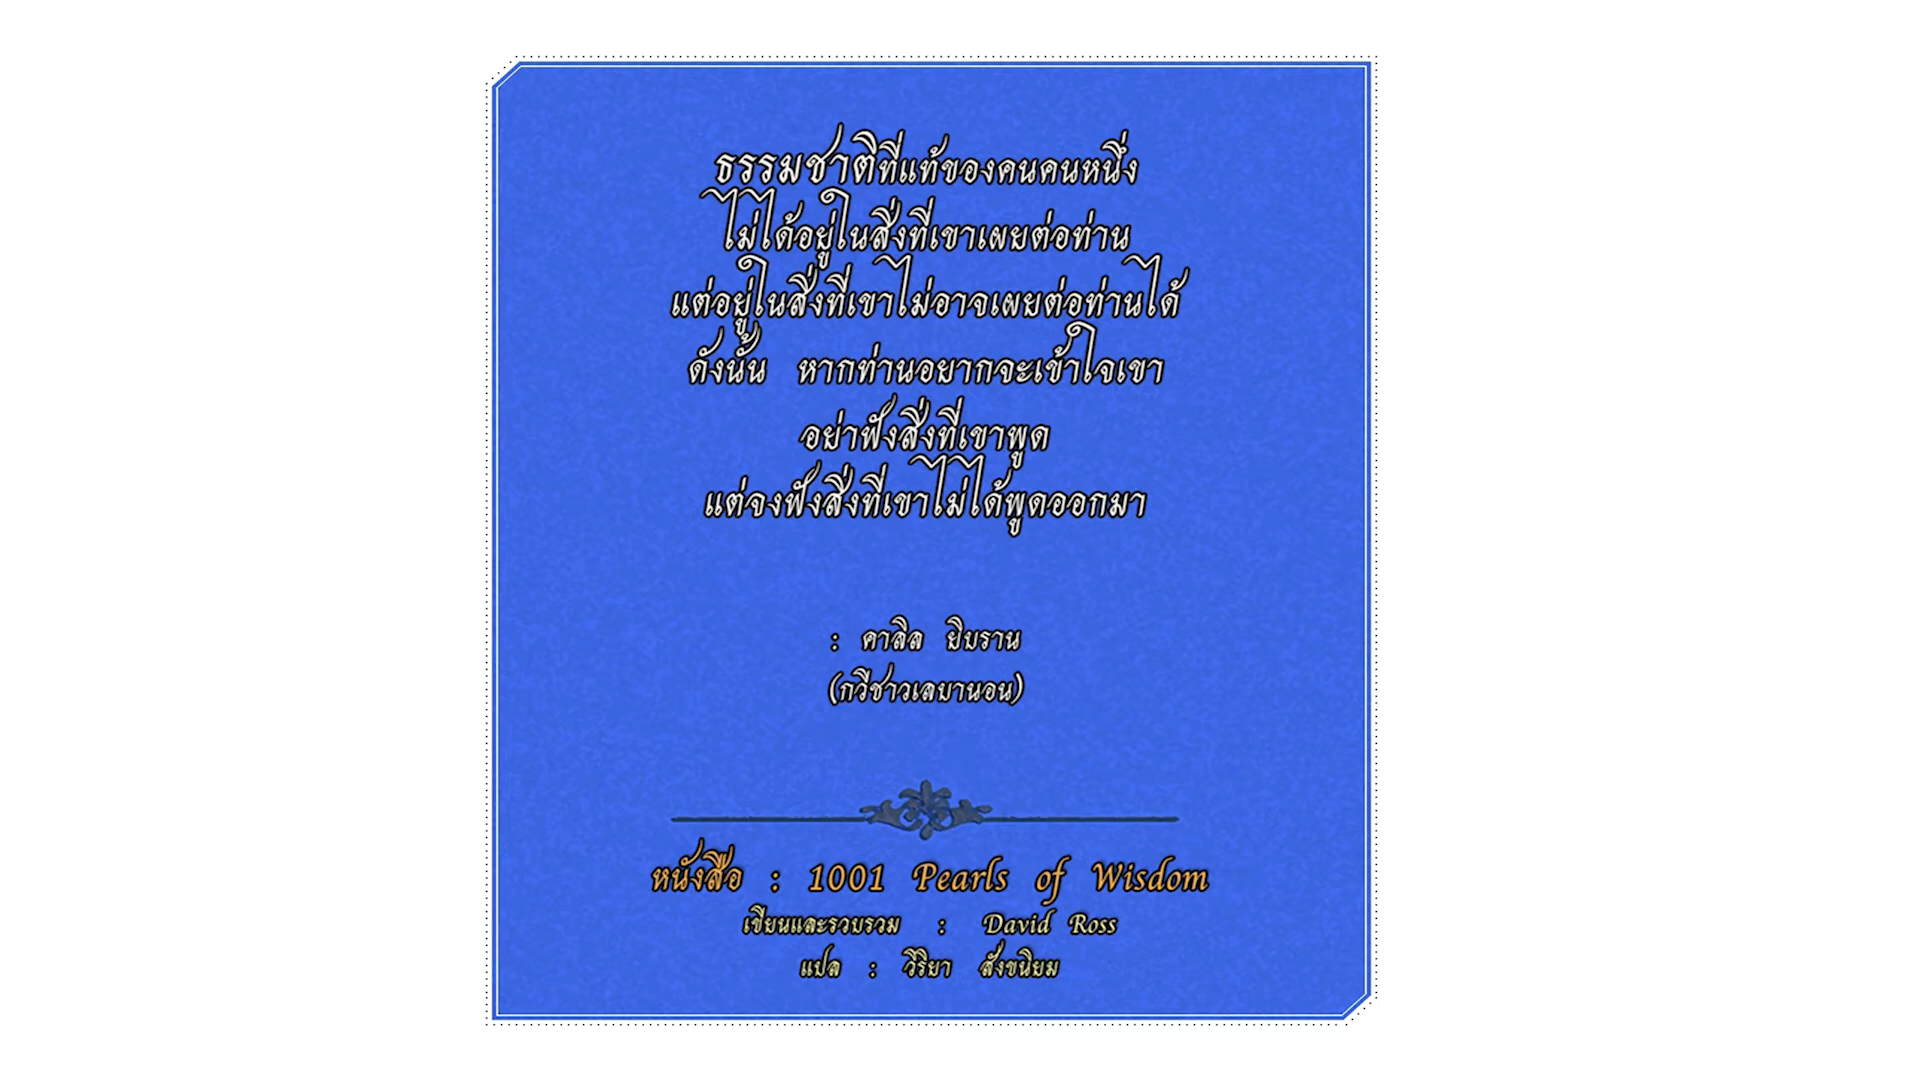 ธรรมชาติที่แท้ของคนคนหนึ่ง
ไม่ได้อยู่ในสิ่งที่เขาเผยต่อท่าน
แต่อยู่ในสิ่งที่เขาไม่อาจเผยต่อท่านได้
ดังนั้น หากท่านอยากจะเข้าใจเขา
อย่าฟังสิ่งที่เขาพูด
แต่จงฟังสิ่งที่เขาไม่ได้พูดออกมา
: คาลิล ยิบราน
(กวีชาวเลบานอน)
หนังสือ : 1001 Pearls of Wisdom
เขียนและรวบรวม : David Ross
แปล : วิริยา สังขนิยม